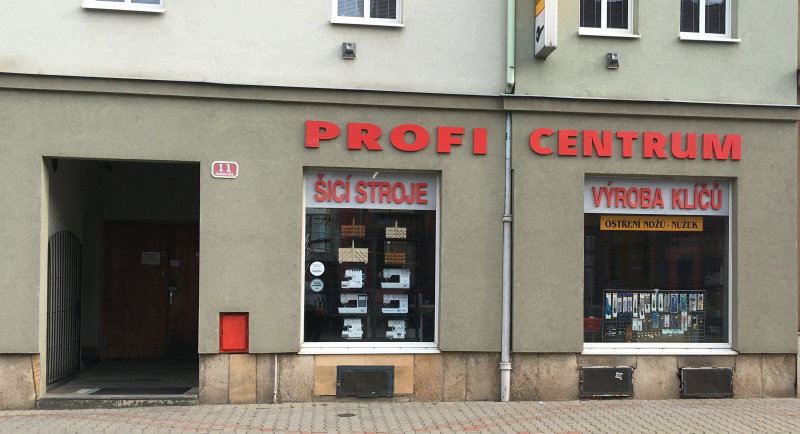 PROFI CENTRUM
11
ŠICÍ STROJE
VÝROBA KLÍČŮ
OSTŘENÍ NOŽŮ - NŮŽEK